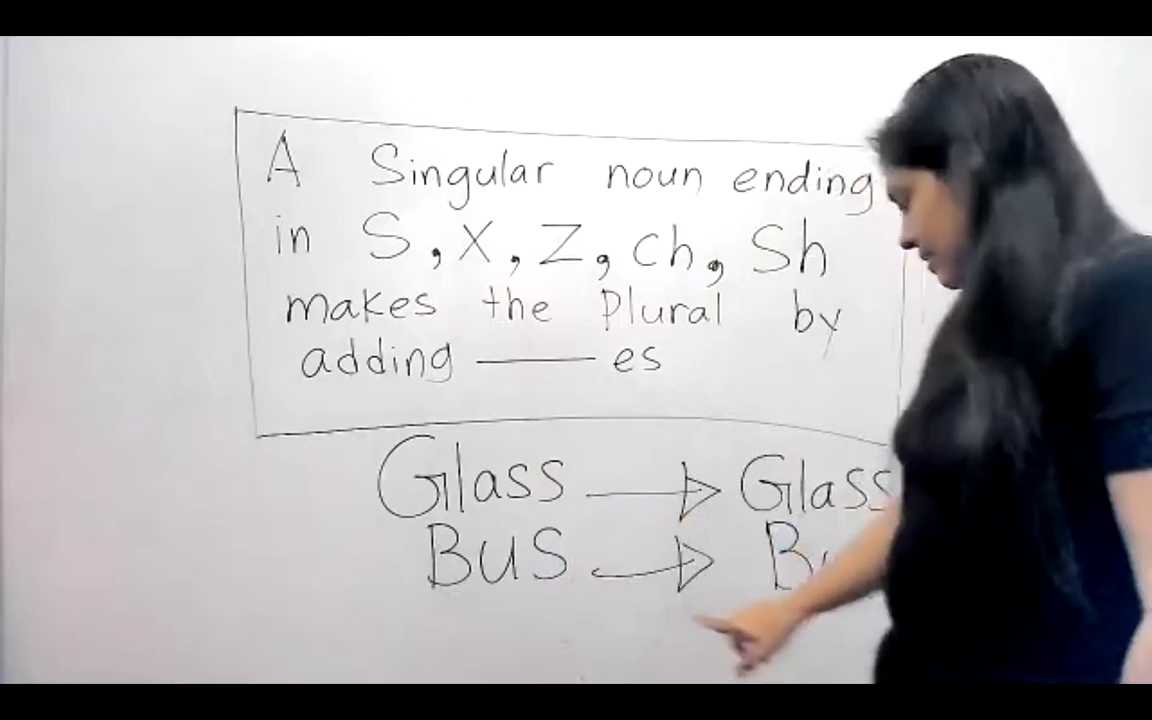 A Singular noun ending
in S, X, Z, ch, Sh
makes the Plural by
adding —— es
Glass → Glass
Bus →